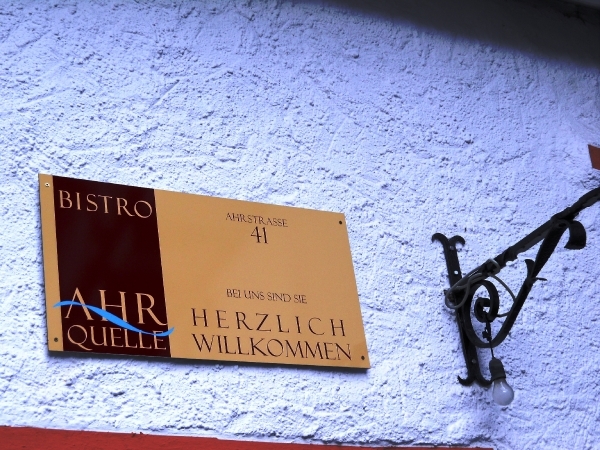 BISTRO
AHR
QUELLE
AHRSTRASSE
41
BEI UNS SIND SIE
HERZLICH
WILLKOMMEN